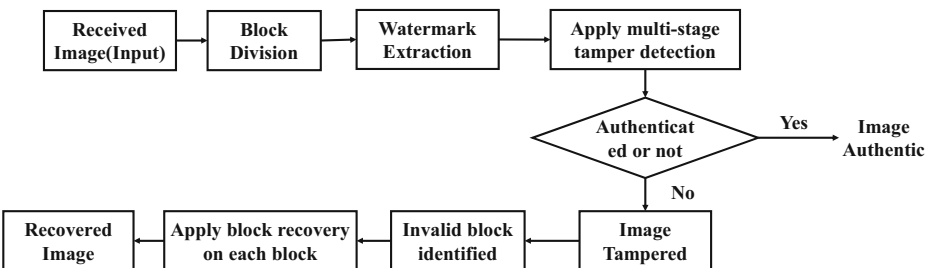 Received
Image(Input)
Block
Division
Watermark
Extraction
Apply multi-stage
tamper detection
Authenticat
ed or not
Yes
Image
Authentic
No
Image
Tampered
Invalid block
identified
Apply block recovery
on each block
Recovered
Image